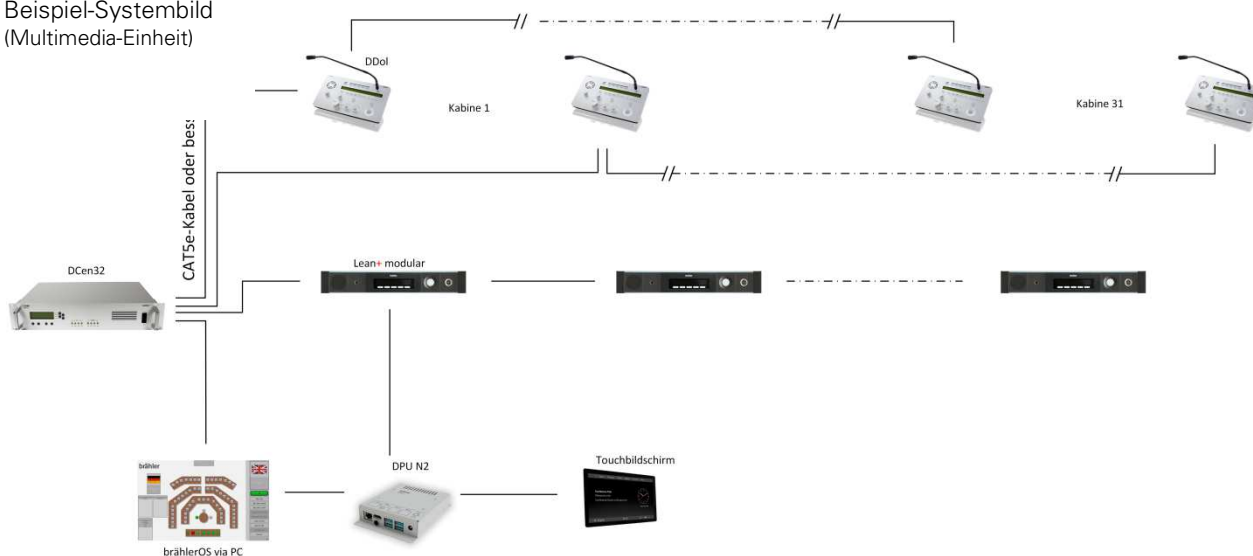 Beispiel-Systembild
(Multimedia-Einheit)
DDol
Kabine 1
Kabine 31
CAT5e-Kabel oder bess
DCen32
Lean+ modular
brähler
DPU N2
Touchbildschirm
brählerOS via PC